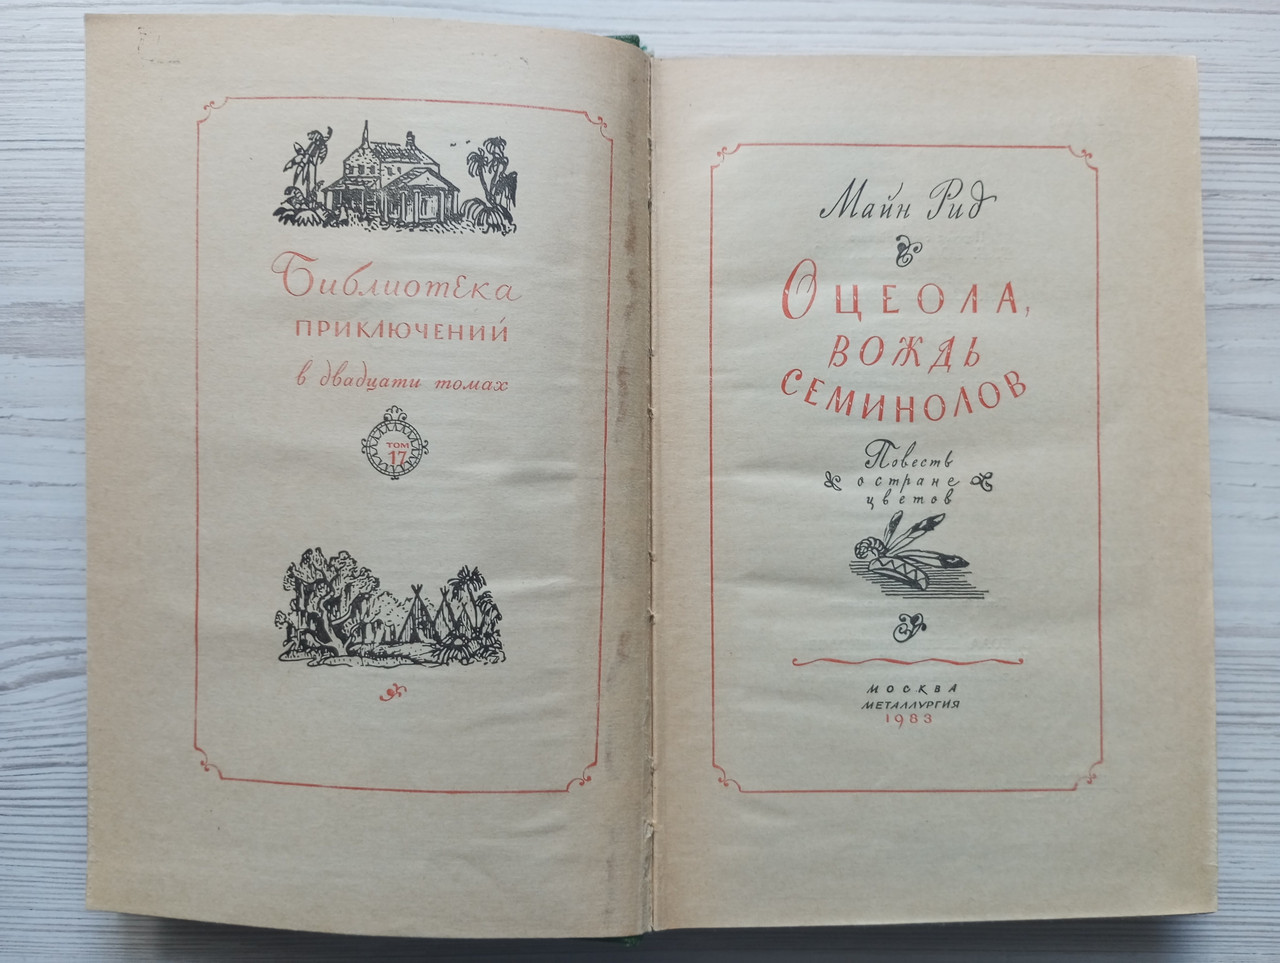 Библиотека
приключений
в двадцати томах
том
17
Майн Рид
Оцеола,
вождь
семинолов
Повесть
о стране
цветов
МОСКВА
МЕТАЛЛУРГИЯ
1983